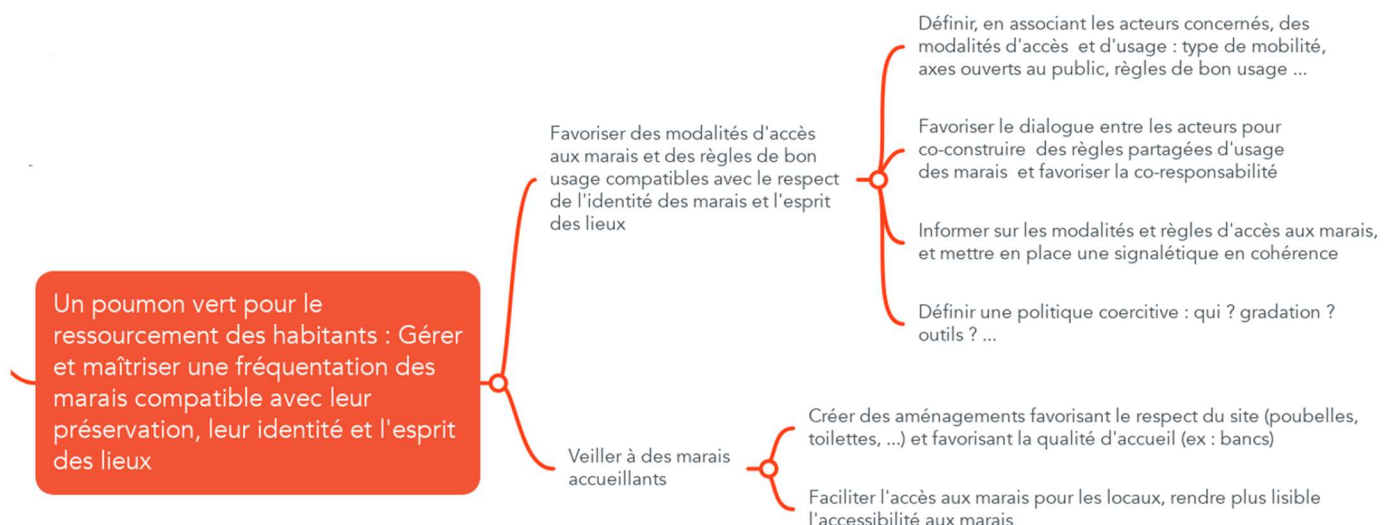 Un poumon vert pour le
ressourcement des habitants : Gérer
et maîtriser une fréquentation des
marais compatible avec leur
préservation, leur identité et l'esprit
des lieux
Favoriser des modalités d'accès
aux marais et des règles de bon
usage compatibles avec le respect
de l'identité des marais et l'esprit
des lieux
Définir, en associant les acteurs concernés, des
modalités d'accès et d'usage : type de mobilité,
axes ouverts au public, règles de bon usage ...
Favoriser le dialogue entre les acteurs pour
co-construire des règles partagées d'usage
des marais et favoriser la co-responsabilité
Informer sur les modalités et règles d'accès aux marais,
et mettre en place une signalétique en cohérence
Définir une politique coercitive : qui ? gradation ?
outils ? ...
Veiller à des marais
accueillants
Créer des aménagements favorisant le respect du site (poubelles,
toilettes, ...) et favorisant la qualité d'accueil (ex : bancs)
Faciliter l'accès aux marais pour les locaux, rendre plus lisible
l'accessibilité aux marais